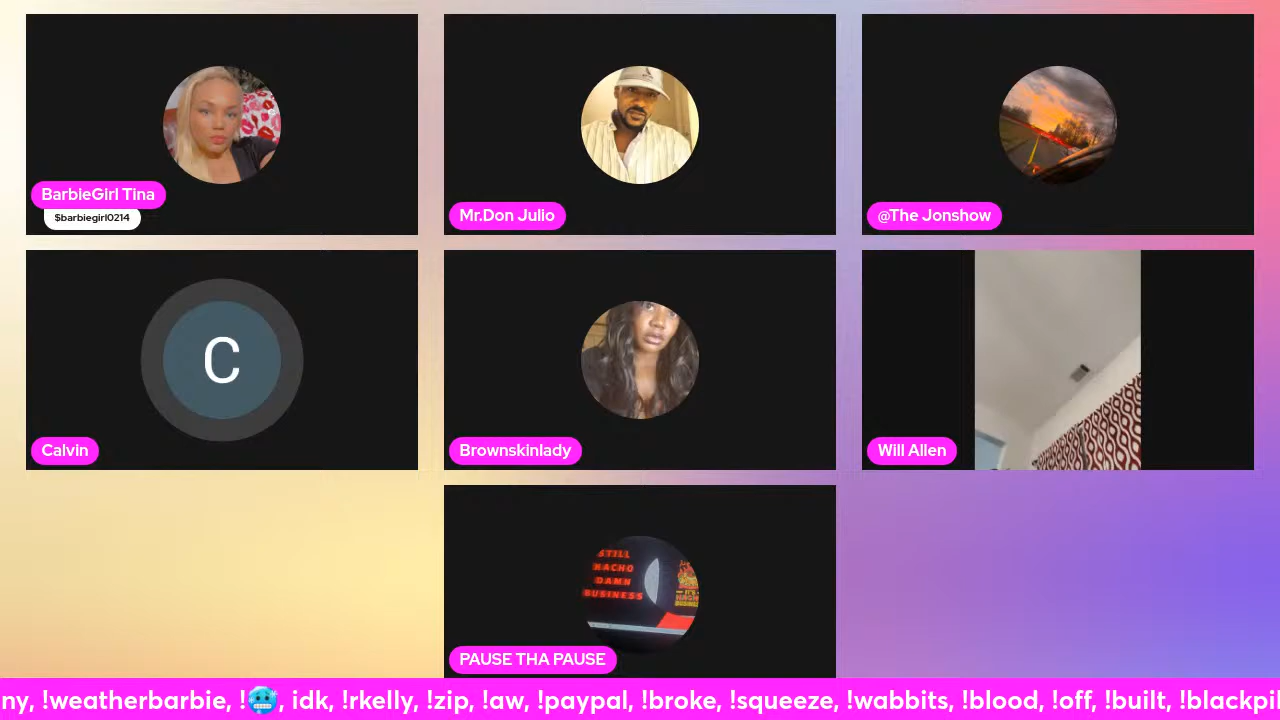 BarbieGirl Tina
$barbiegirl0214
Mr.Don Julio
@The Jonshow
C
Calvin
Brownskinlady
Will Allen
STILL
NACHO
DAMN
BUSINESS
PAUSE THA PAUSE
ny, !weatherbarbie, !🥶, idk, !rkelly, !zip, !aw, !paypal, !broke, !squeeze, !wabbits, !blood, !off, !built, !blackpil